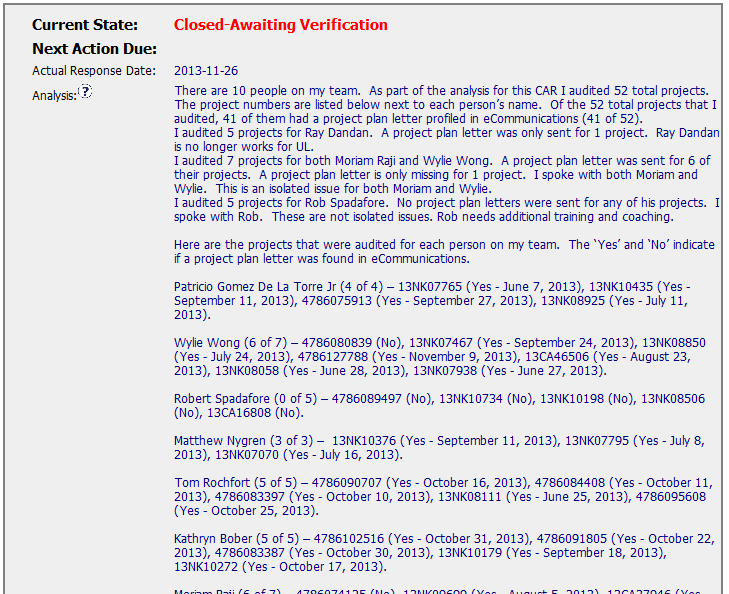 Current State: Closed-Awaiting Verification
Next Action Due:
Actual Response Date: 2013-11-26
Analysis:? There are 10 people on my team. As part of the analysis for this CAR I audited 52 total projects.
The project numbers are listed below next to each person's name. Of the 52 total projects that I
audited, 41 of them had a project plan letter profiled in eCommunications (41 of 52).
I audited 5 projects for Ray Dandan. A project plan letter was only sent for 1 project. Ray Dandan
is no longer works for UL.
I audited 7 projects for both Moriam Raji and Wylie Wong. A project plan letter was sent for 6 of
their projects. A project plan letter is only missing for 1 project. I spoke with both Moriam and
Wylie. This is an isolated issue for both Moriam and Wylie.
I audited 5 projects for Rob Spadafore. No project plan letters were sent for any of his projects. I
spoke with Rob. These are not isolated issues. Rob needs additional training and coaching.
Here are the projects that were audited for each person on my team. The 'Yes' and 'No' indicate
if a project plan letter was found in eCommunications.
Patricio Gomez De La Torre Jr (4 of 4) – 13NK07765 (Yes - June 7, 2013), 13NK10435 (Yes -
September 11, 2013), 4786075913 (Yes - September 27, 2013), 13NK08925 (Yes - July 11,
2013).
Wylie Wong (6 of 7) – 4786080839 (No), 13NK07467 (Yes - September 24, 2013), 13NK08850
(Yes - July 24, 2013), 4786127788 (Yes - November 9, 2013), 13CA46506 (Yes - August 23,
2013), 13NK08058 (Yes - June 28, 2013), 13NK07938 (Yes - June 27, 2013).
Robert Spadafore (0 of 5) – 4786089497 (No), 13NK10734 (No), 13NK10198 (No), 13NK08506
(No), 13CA16808 (No).
Matthew Nygren (3 of 3) – 13NK10376 (Yes - September 11, 2013), 13NK07795 (Yes - July 8,
2013), 13NK07070 (Yes - July 16, 2013).
Tom Rochfort (5 of 5) – 4786090707 (Yes - October 16, 2013), 4786084408 (Yes - October 11,
2013), 4786083397 (Yes - October 10, 2013), 13NK08111 (Yes - June 25, 2013), 4786095608
(Yes - October 25, 2013).
Kathryn Bober (5 of 5) – 4786102516 (Yes - October 31, 2013), 4786091805 (Yes - October 22,
2013), 4786083387 (Yes - October 30, 2013), 13NK10179 (Yes - September 18, 2013),
13NK10272 (Yes - October 17, 2013).
Moriam Raji (6 of 7) – 4786074125 (No), 13NK09699 (Yes - August 5, 2013), (Yes